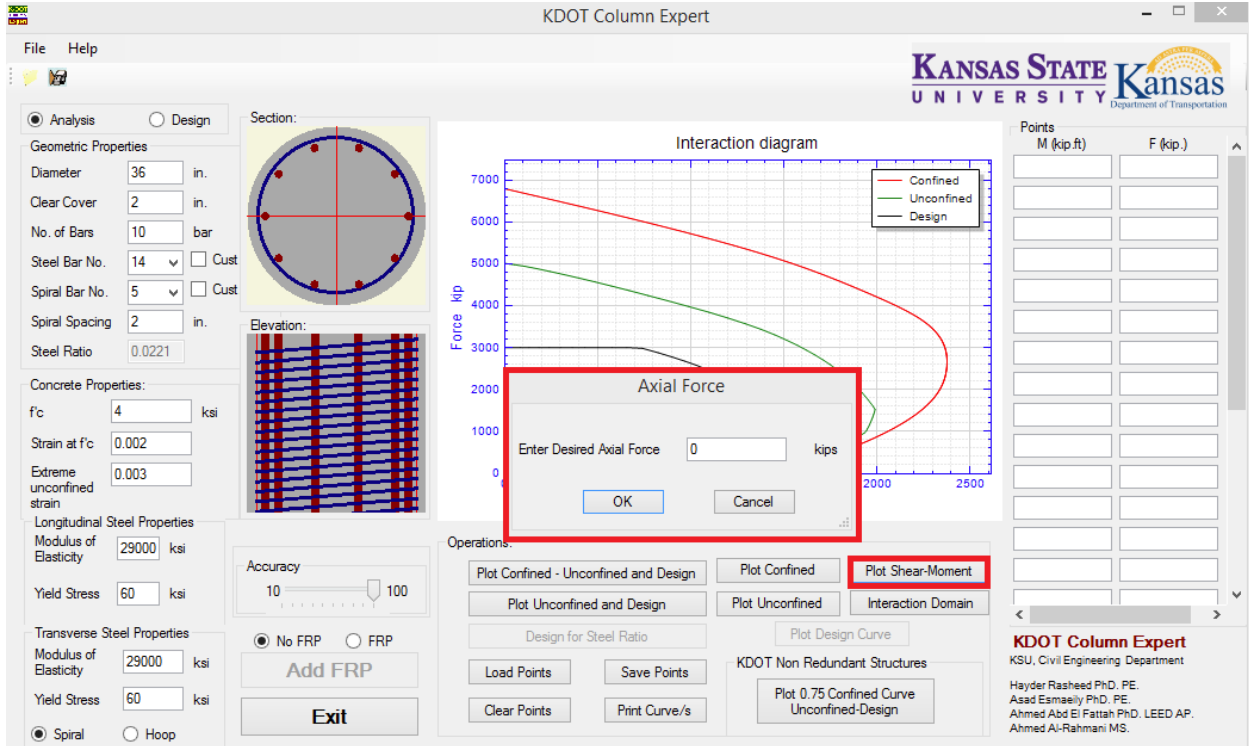 KDOT Column Expert
File Help
KANSAS STATE
UNIVERSITY
Kansas
Department of Transportation
Analysis
Design
Geometric Properties
Diameter 36 in.
Clear Cover 2 in.
No. of Bars 10 bar
Steel Bar No. 14 Cust
Spiral Bar No. 5 Cust
Spiral Spacing 2 in.
Steel Ratio 0.0221
Concrete Properties:
f'c 4 ksi
Strain at f'c 0.002
Extreme
unconfined
strain
0.003
Longitudinal Steel Properties
Modulus of
Elasticity
29000 ksi
Yield Stress 60 ksi
Transverse Steel Properties
Modulus of
Elasticity
29000 ksi
Yield Stress 60 ksi
Spiral
Hoop
Section:
Elevation:
Accuracy
10 100
No FRP
FRP
Add FRP
Exit
Interaction diagram
Confined
Unconfined
Design
Force kip
7000
6000
5000
4000
3000
2000
1000
0
2000
2500
Axial Force
Enter Desired Axial Force 0 kips
OK
Cancel
Operations:
Plot Confined - Unconfined and Design
Plot Confined
Plot Shear-Moment
Plot Unconfined and Design
Plot Unconfined
Interaction Domain
Design for Steel Ratio
Plot Design Curve
Load Points
Save Points
Clear Points
Print Curve/s
KDOT Non Redundant Structures
Plot 0.75 Confined Curve
Unconfined-Design
Points
M (kip.ft) F (kip.)
KDOT Column Expert
KSU, Civil Engineering Department
Hayder Rasheed PhD. PE.
Asad Esmaeily PhD. PE.
Ahmed Abd El Fattah PhD. LEED AP.
Ahmed Al-Rahmani MS.